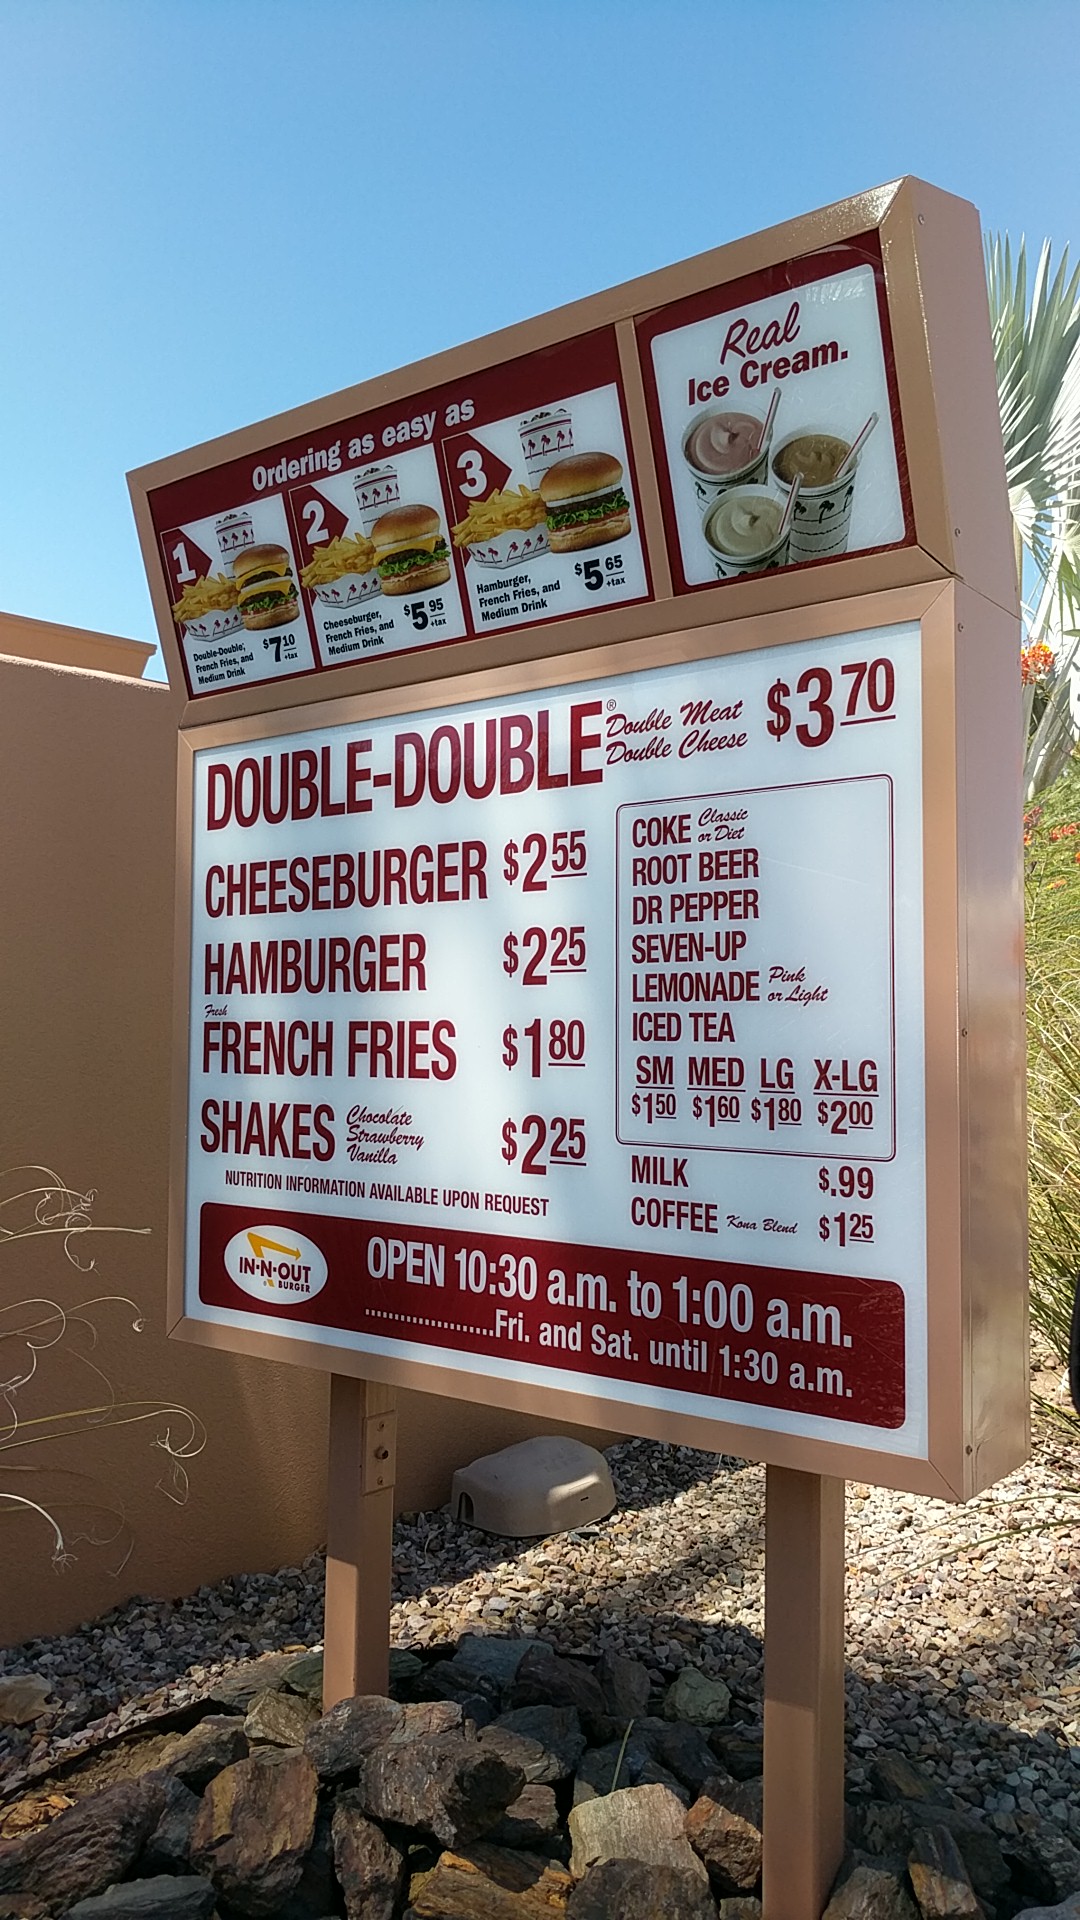 Ordering as easy as
1
Double-Double,
French Fries, and
Medium Drink
$7 10
+tax
2
Cheeseburger,
French Fries, and
Medium Drink
$5 95
+tax
3
Hamburger,
French Fries, and
Medium Drink
$5 65
+tax
Real
Ice Cream.
DOUBLE-DOUBLE® Double Meat Double Cheese $3 70
CHEESEBURGER $2 55
HAMBURGER $2 25
Fresh
FRENCH FRIES $1 80
SHAKES Chocolate Strawberry Vanilla $2 25
NUTRITION INFORMATION AVAILABLE UPON REQUEST
COKE Classic or Diet
ROOT BEER
DR PEPPER
SEVEN-UP
LEMONADE Pink or Light
ICED TEA
SM MED LG X-LG
$1 50 $1 60 $1 80 $2 00
MILK $.99
COFFEE Kona Blend $1 25
IN-N-OUT
BURGER
OPEN 10:30 a.m. to 1:00 a.m.
....................Fri. and Sat. until 1:30 a.m.